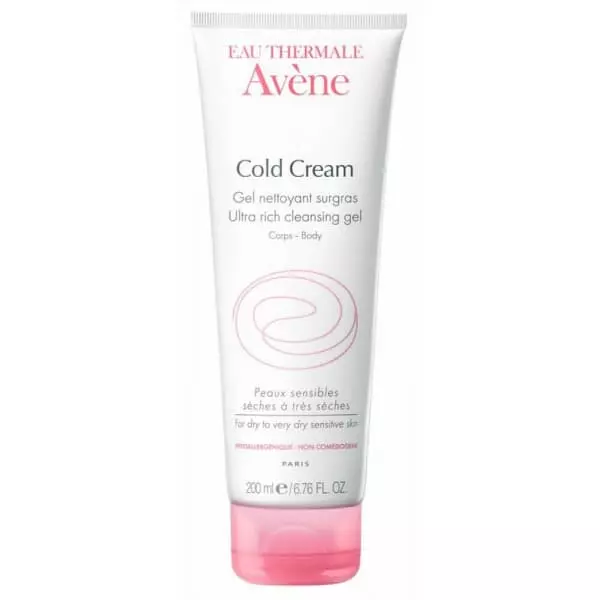 EAU THERMALE
Avène
Cold Cream
Gel nettoyant surgras
Ultra rich cleansing gel
Corps - Body
Peaux sensibles
sèches à très sèches
For dry to very dry sensitive skin
HYPOALLERGÉNIQUE - NON COMÉDOGÈNE
PARIS
200 ml e/6.76 FL. OZ.